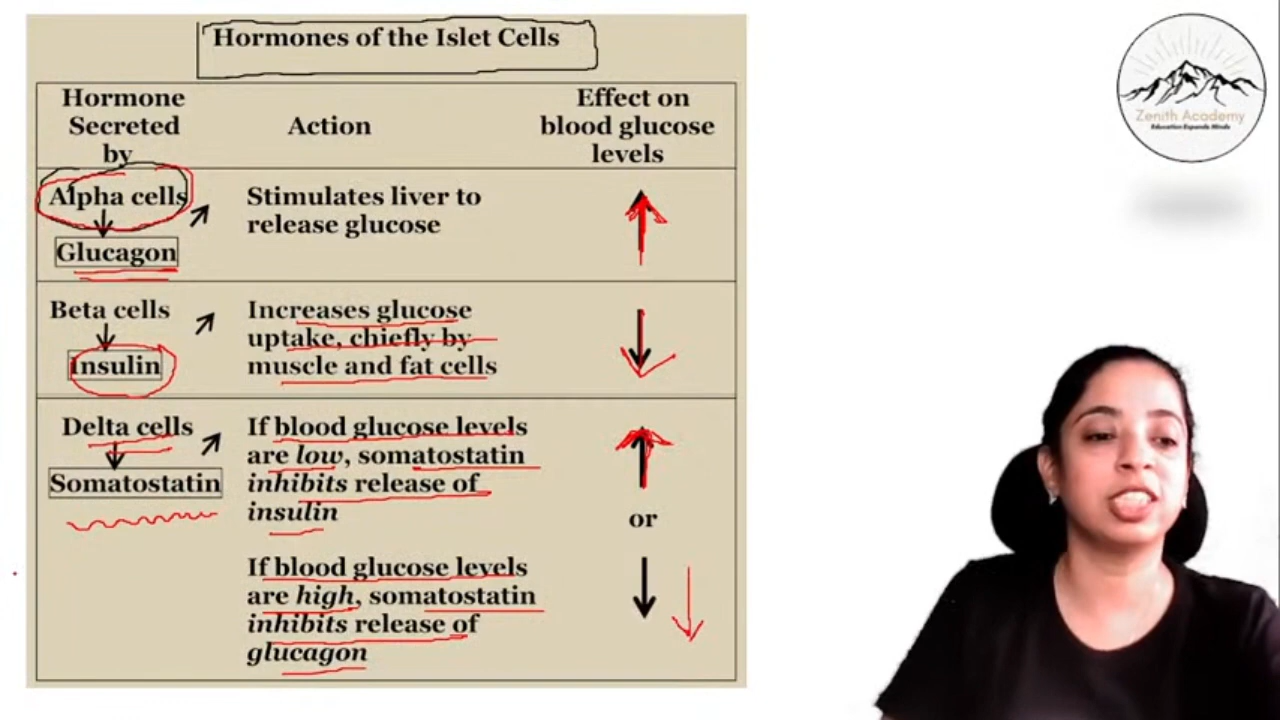 Hormones of the Islet Cells
Hormone
Secreted
by
Action
Effect on
blood glucose
levels
Alpha cells
Glucagon
Stimulates liver to
release glucose
Beta cells
Insulin
Increases glucose
uptake, chiefly by
muscle and fat cells
Delta cells
Somatostatin
If blood glucose levels
are low, somatostatin
inhibits release of
insulin
or
If blood glucose levels
are high, somatostatin
inhibits release of
glucagon
Zenith Academy
Education Expands Minds